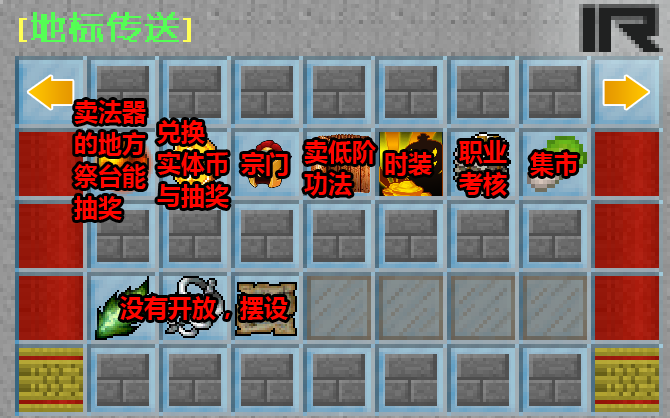 [地标传送]
IR
卖法器
的地方
祭台能
抽奖
兑换
实体币
与抽奖
宗门
卖低阶
功法
时装
职业
考核
集市
没有开放，摆设